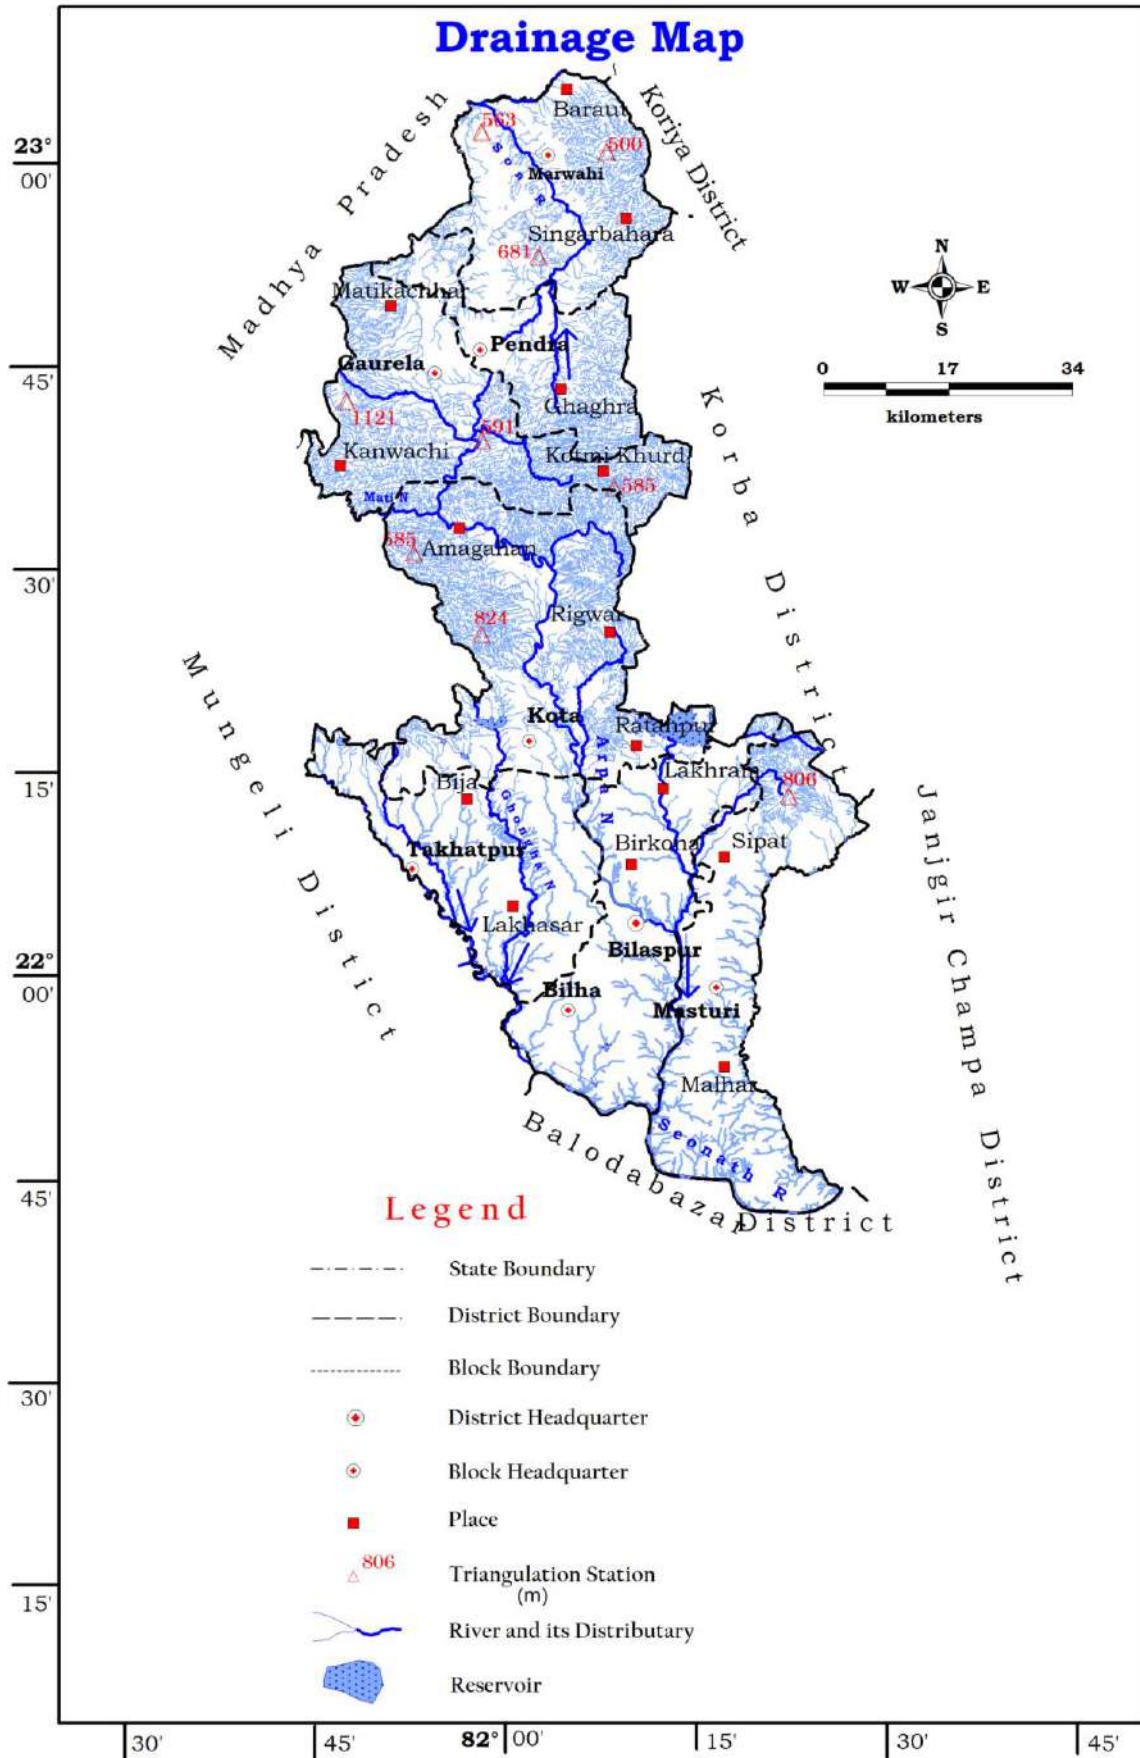 Drainage Map
Madhya Pradesh
Koriya District
Baraut
563
500
23°
00'
Son R
Marwahi
Singarbahara
681
N
W E
S
Matikachhar
Pendra
Gaurela
45'
0 17 34
kilometers
Ghaghra
1121
591
Kanwachi
Kotmi Khurd
585
Korba District
Mati N
585
Amaganan
30'
824
Rigwar
Mungeli District
Kota
Ratahpur
Arpa N
15'
Bija
Lakhram
806
Ghongha N
Janjgir Champa District
Takhatpur
Birkona
Sipat
Lakhasar
Bilaspur
22°
00'
Bilha
Masturi
Malhar
Balodabazar District
Seonath R
45'
Legend
State Boundary
District Boundary
Block Boundary
30'
District Headquarter
Block Headquarter
Place
806
Triangulation Station
(m)
15'
River and its Distributary
Reservoir
30' 45' 82° 00' 15' 30' 45'